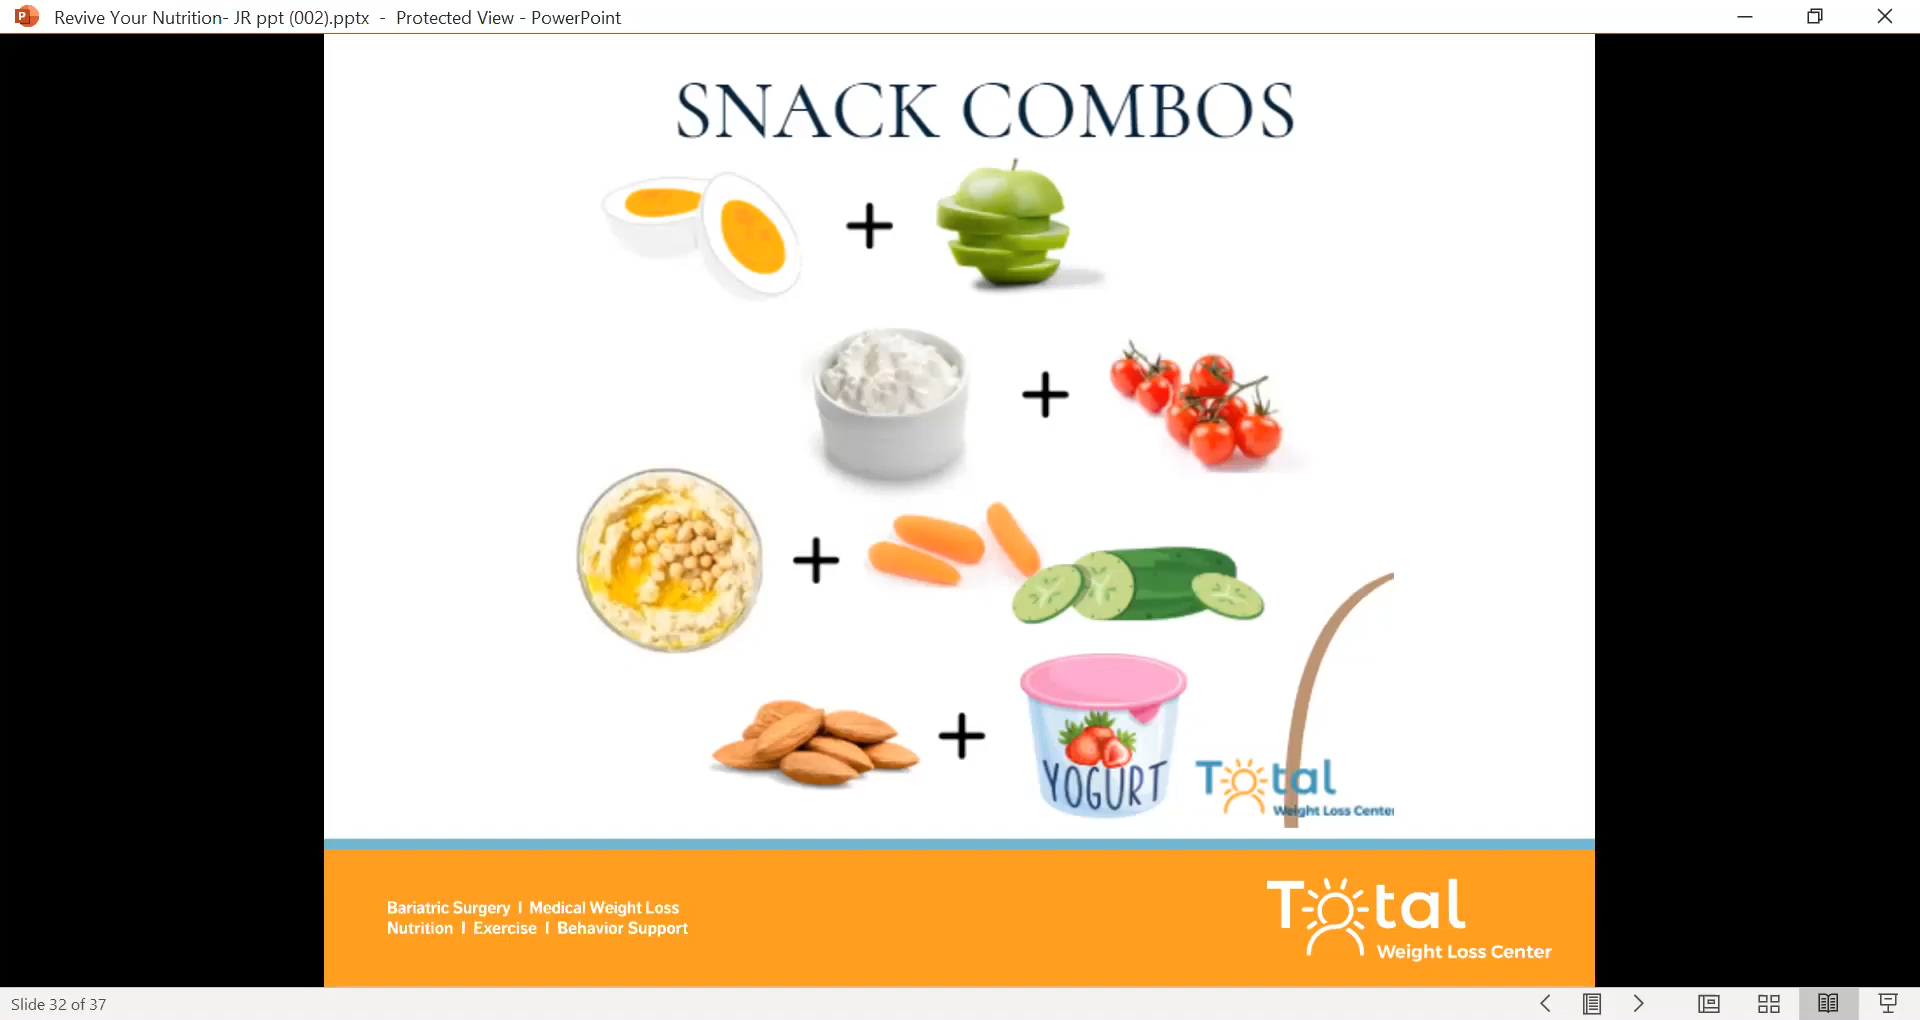 Revive Your Nutrition- JR ppt (002).pptx - Protected View - PowerPoint
SNACK COMBOS
YOGURT
Total
Weight Loss Center
Bariatric Surgery | Medical Weight Loss
Nutrition | Exercise | Behavior Support
Total
Weight Loss Center
Slide 32 of 37